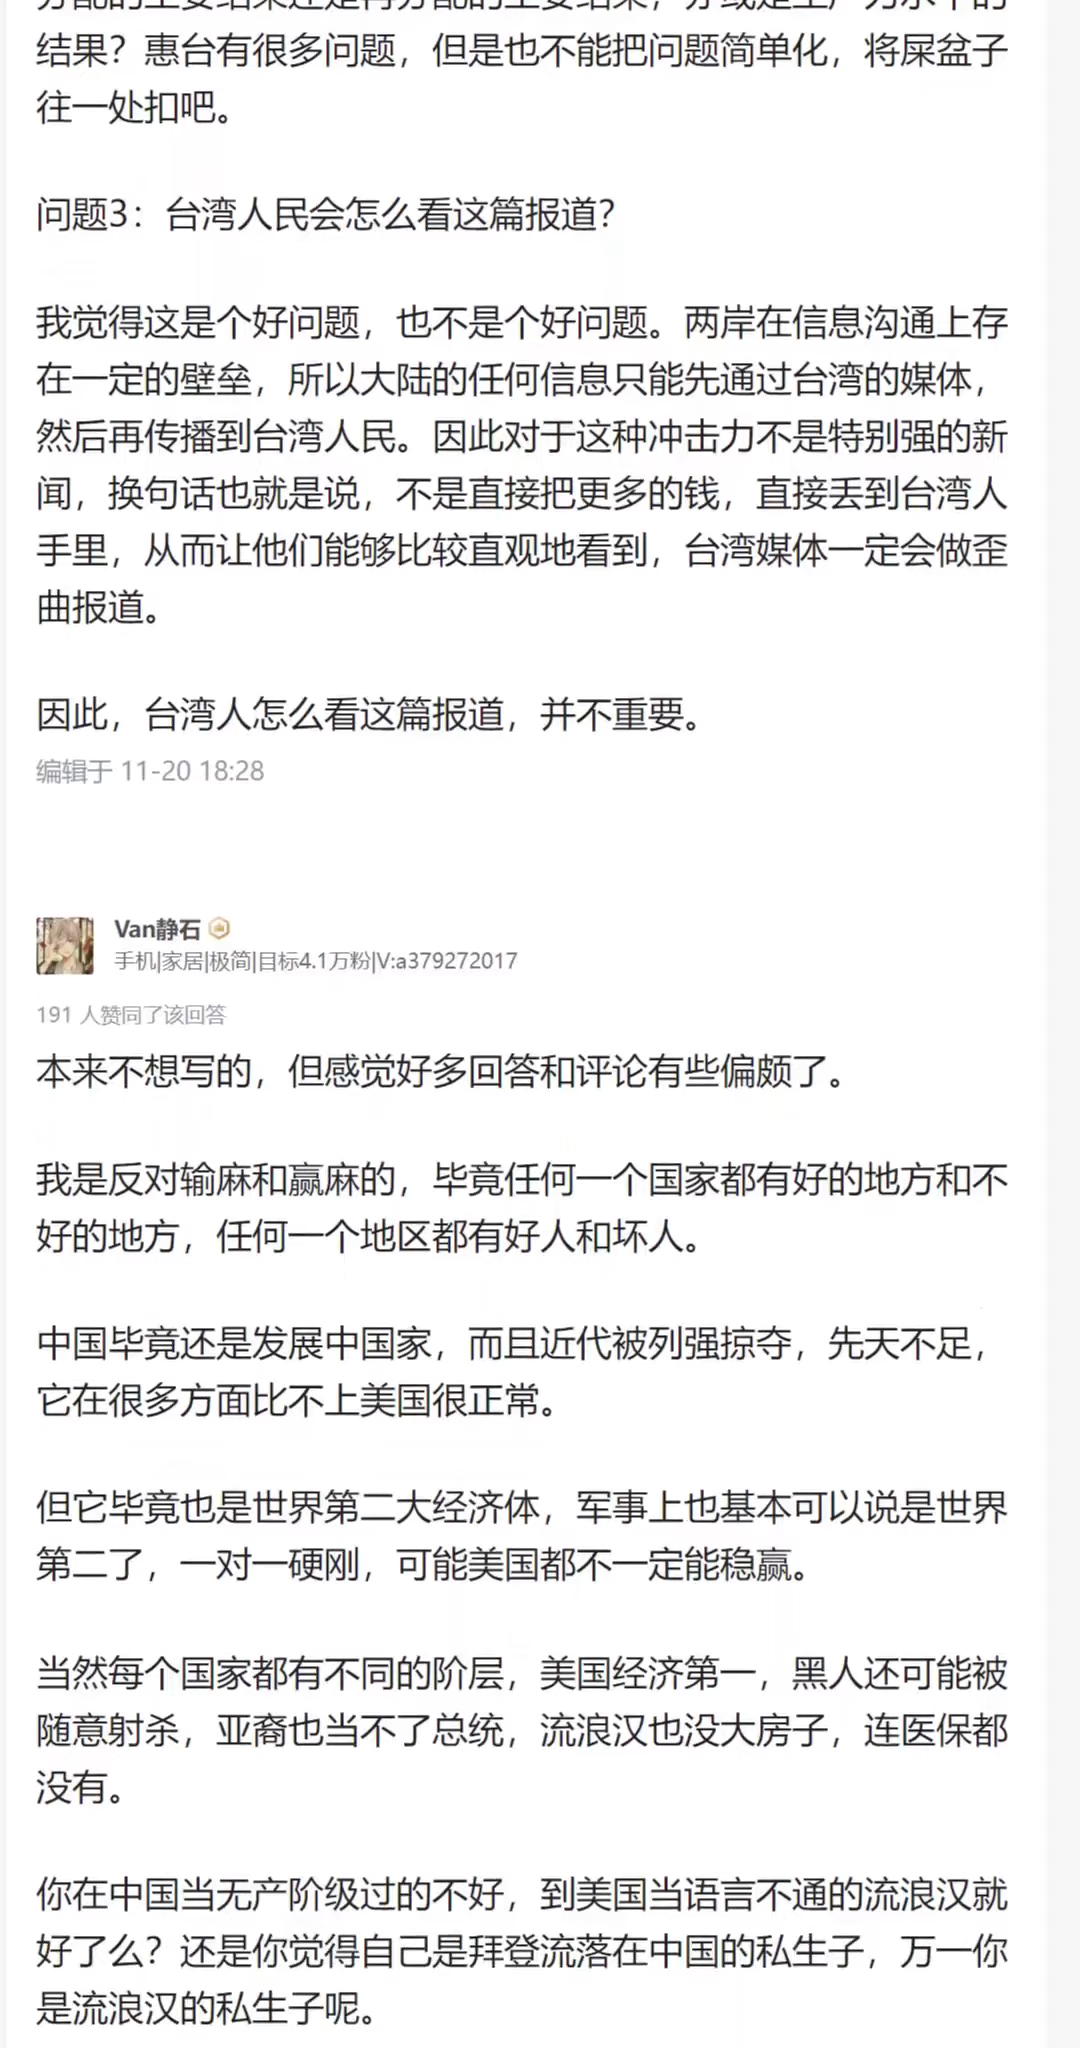 结果？惠台有很多问题，但是也不能把问题简单化，将屎盆子
往一处扣吧。
问题3：台湾人民会怎么看这篇报道？
我觉得这是个好问题，也不是个好问题。两岸在信息沟通上存
在一定的壁垒，所以大陆的任何信息只能先通过台湾的媒体，
然后再传播到台湾人民。因此对于这种冲击力不是特别强的新
闻，换句话也就是说，不是直接把更多的钱，直接丢到台湾人
手里，从而让他们能够比较直观地看到，台湾媒体一定会做歪
曲报道。
因此，台湾人怎么看这篇报道，并不重要。
编辑于 11-20 18:28
Van静石
手机|家居|极简|目标4.1万粉|V:a379272017
191 人赞同了该回答
本来不想写的，但感觉好多回答和评论有些偏颇了。
我是反对输麻和赢麻的，毕竟任何一个国家都有好的地方和不
好的地方，任何一个地区都有好人和坏人。
中国毕竟还是发展中国家，而且近代被列强掠夺，先天不足，
它在很多方面比不上美国很正常。
但它毕竟也是世界第二大经济体，军事上也基本可以说是世界
第二了，一对一硬刚，可能美国都不一定能稳赢。
当然每个国家都有不同的阶层，美国经济第一，黑人还可能被
随意射杀，亚裔也当不了总统，流浪汉也没大房子，连医保都
没有。
你在中国当无产阶级过的不好，到美国当语言不通的流浪汉就
好了么？还是你觉得自己是拜登流落在中国的私生子，万一你
是流浪汉的私生子呢。